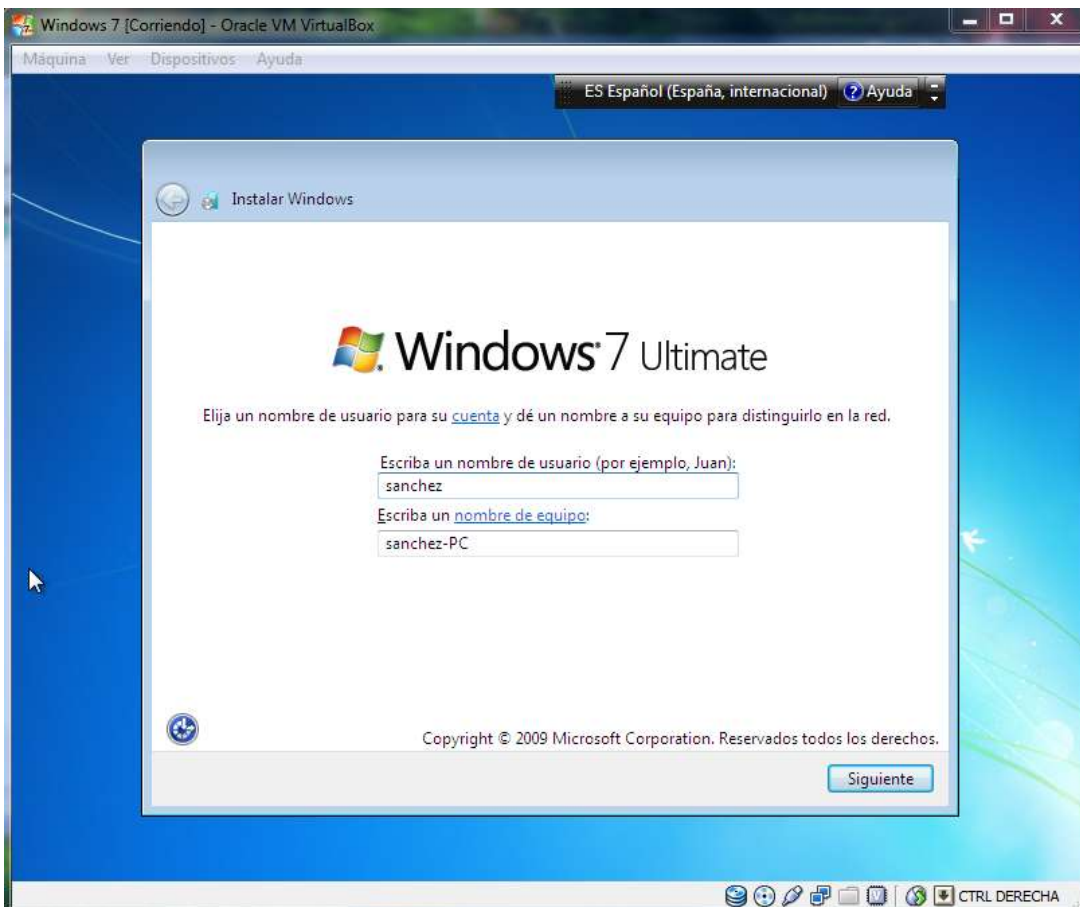 Windows 7 [Corriendo] - Oracle VM VirtualBox
Máquina Ver Dispositivos Ayuda
ES Español (España, internacional) ? Ayuda
Instalar Windows
Windows 7 Ultimate
Elija un nombre de usuario para su cuenta y dé un nombre a su equipo para distinguirlo en la red.
Escriba un nombre de usuario (por ejemplo, Juan):
sanchez
Escriba un nombre de equipo:
sanchez-PC
Copyright © 2009 Microsoft Corporation. Reservados todos los derechos.
Siguiente
CTRL DERECHA